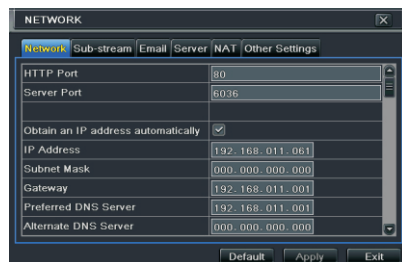 NETWORK
Network Sub-stream Email Server NAT Other Settings
HTTP Port 80
Server Port 6036
Obtain an IP address automatically
IP Address 192.168.011.061
Subnet Mask 000.000.000.000
Gateway 192.168.011.001
Preferred DNS Server 192.168.011.001
Alternate DNS Server 000.000.000.000
Default Apply Exit